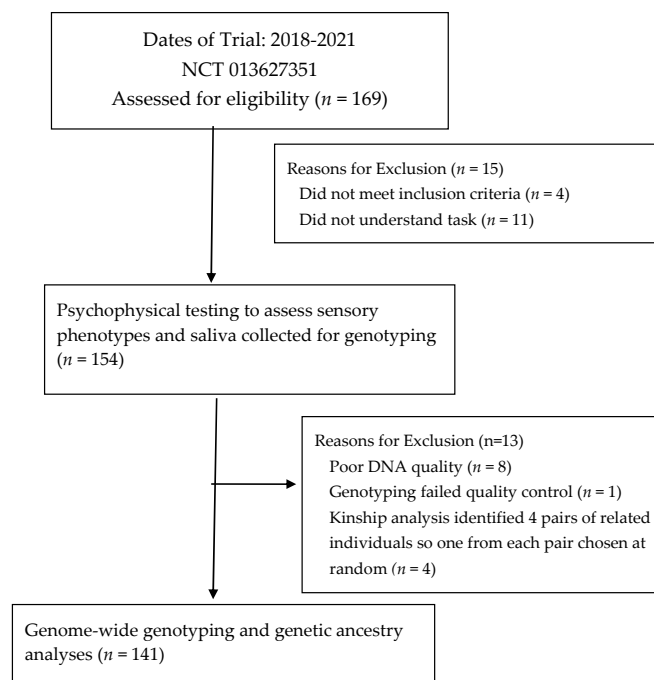 Dates of Trial: 2018-2021
NCT 013627351
Assessed for eligibility (n = 169)
Reasons for Exclusion (n = 15)
Did not meet inclusion criteria (n = 4)
Did not understand task (n = 11)
Psychophysical testing to assess sensory
phenotypes and saliva collected for genotyping
(n = 154)
Reasons for Exclusion (n=13)
Poor DNA quality (n = 8)
Genotyping failed quality control (n = 1)
Kinship analysis identified 4 pairs of related
individuals so one from each pair chosen at
random (n = 4)
Genome-wide genotyping and genetic ancestry
analyses (n = 141)